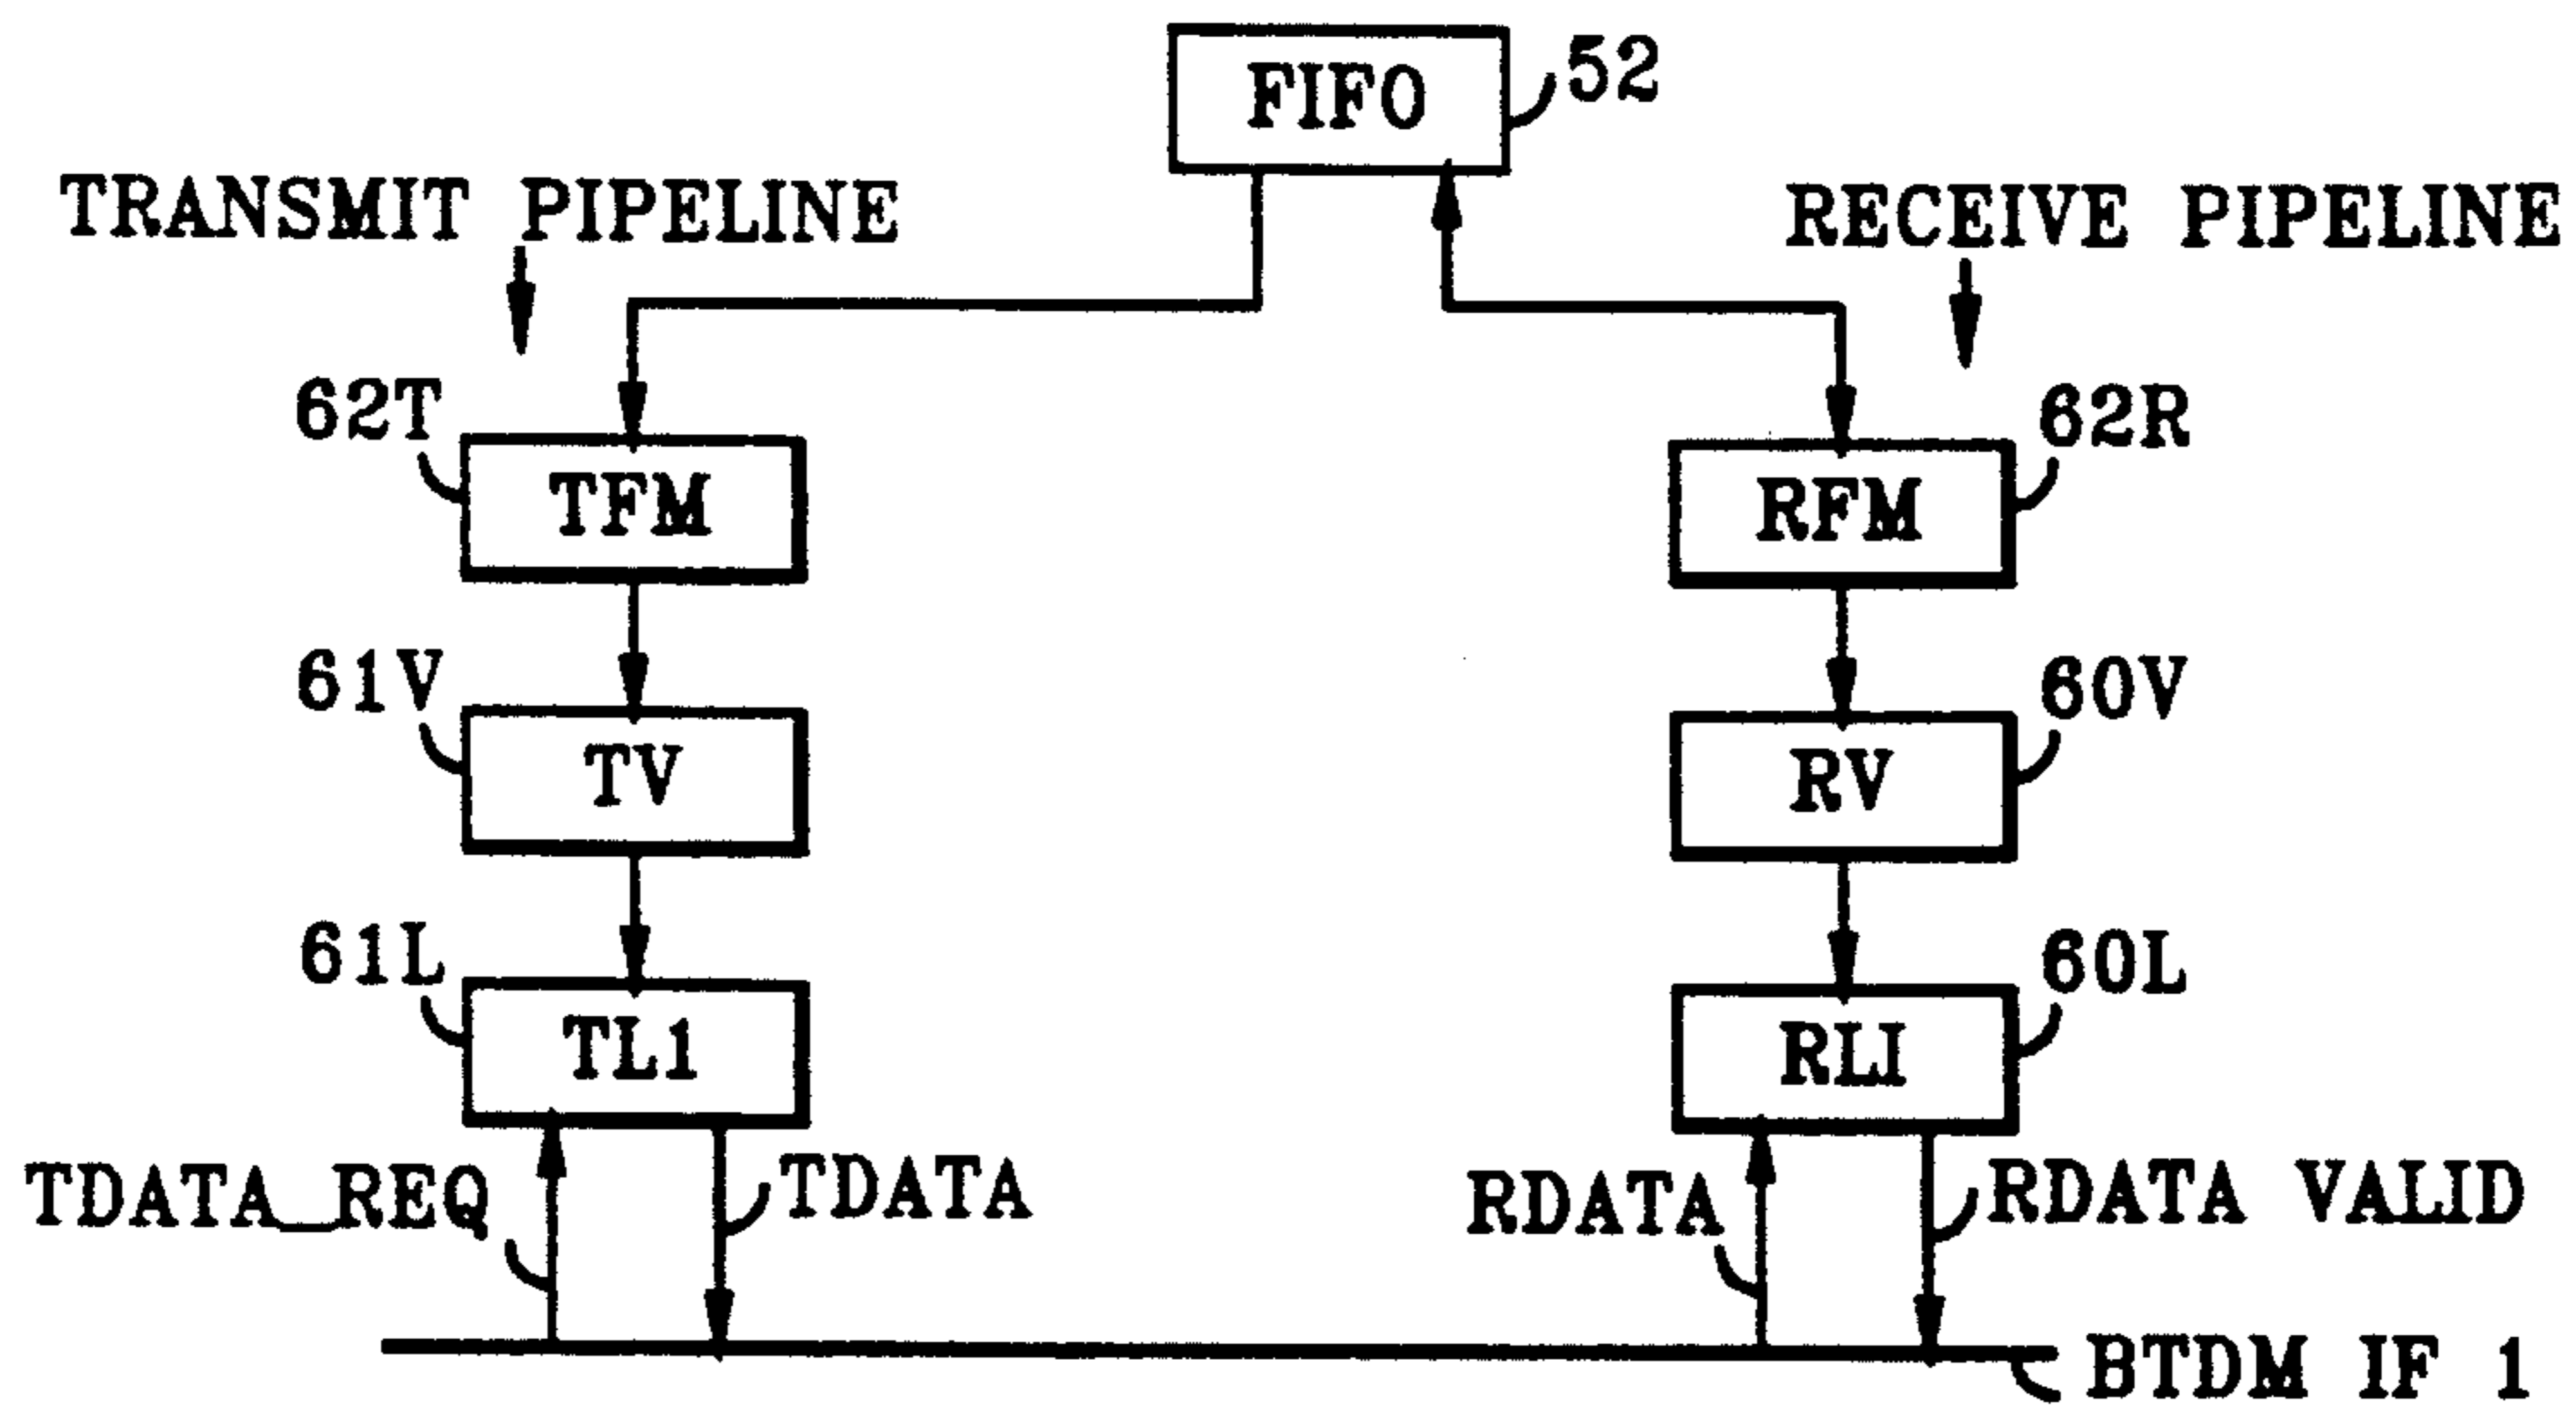 FIFO
52
TRANSMIT PIPELINE
RECEIVE PIPELINE
62T
TFM
62R
RFM
61V
TV
60V
RV
61L
TL1
60L
RLI
TDATA_REQ
TDATA
RDATA
RDATA VALID
BTDM IF 1